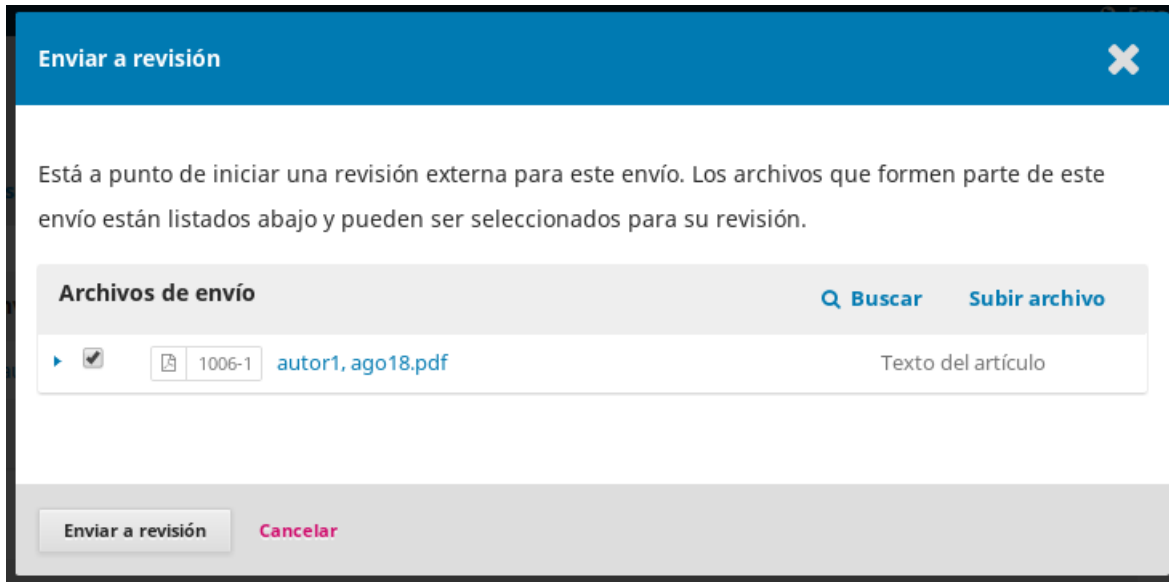 Enviar a revisión
Está a punto de iniciar una revisión externa para este envío. Los archivos que formen parte de este
envío están listados abajo y pueden ser seleccionados para su revisión.
Archivos de envío Buscar Subir archivo
1006-1 autor1, ago18.pdf Texto del artículo
Enviar a revisión Cancelar